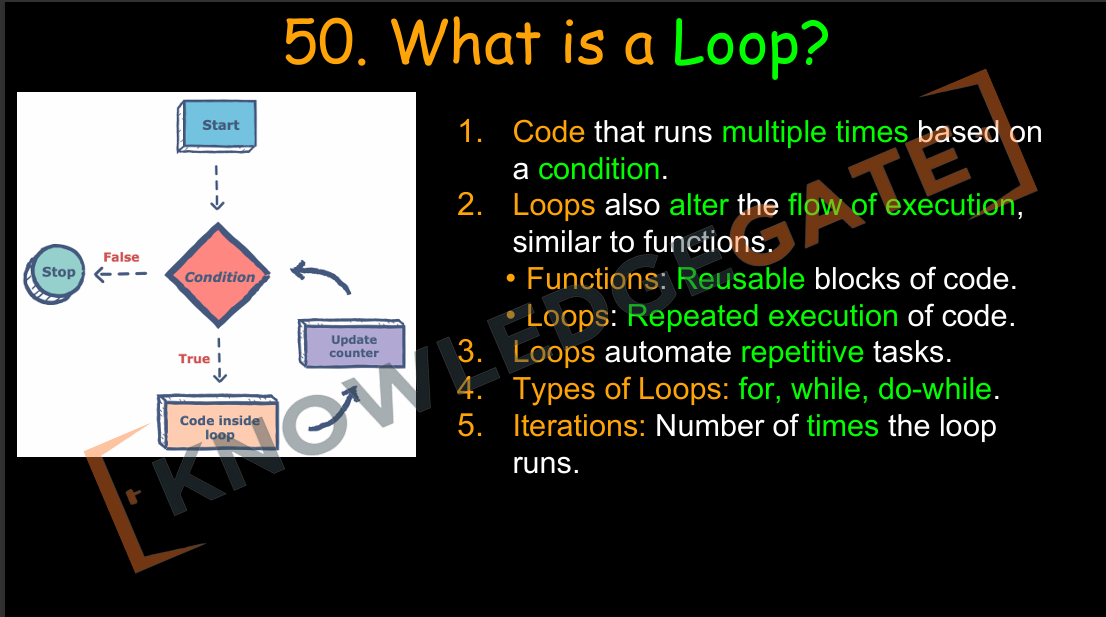 50. What is a Loop?
Start
False
Stop
Condition
True
Update
counter
Code inside
loop
1. Code that runs multiple times based on
a condition.
2. Loops also alter the flow of execution,
similar to functions.
• Functions: Reusable blocks of code.
• Loops: Repeated execution of code.
3. Loops automate repetitive tasks.
4. Types of Loops: for, while, do-while.
5. Iterations: Number of times the loop
runs.
KNOWLEDGEGATE